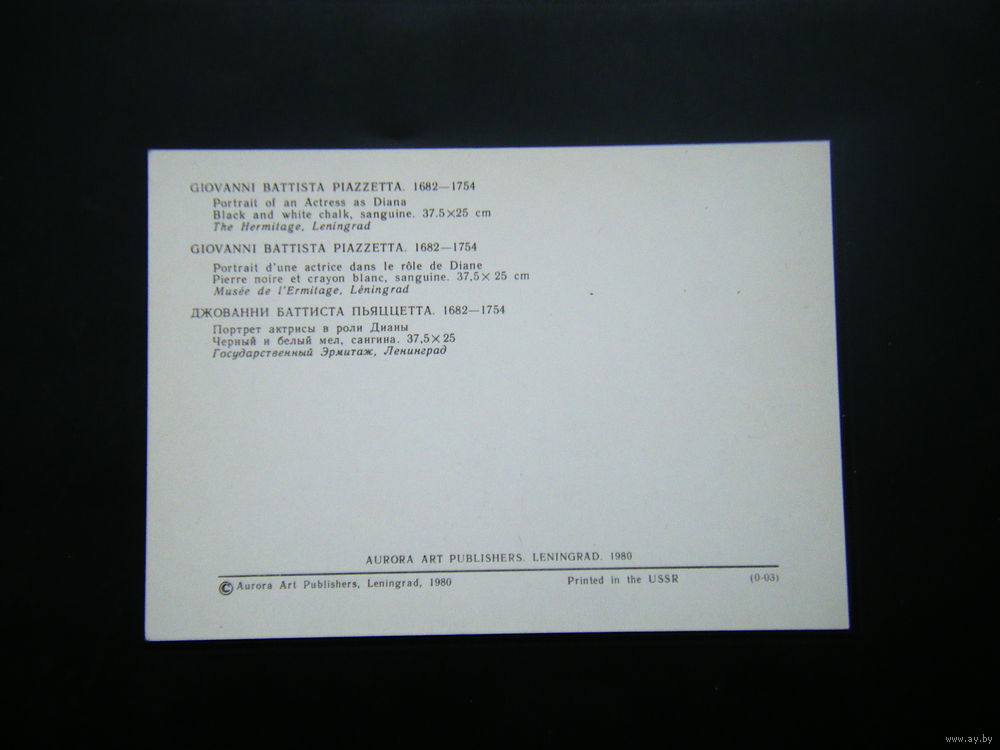 GIOVANNI BATTISTA PIAZZETTA. 1682—1754
Portrait of an Actress as Diana
Black and white chalk, sanguine. 37.5×25 cm
The Hermitage, Leningrad
GIOVANNI BATTISTA PIAZZETTA. 1682—1754
Portrait d'une actrice dans le rôle de Diane
Pierre noire et crayon blanc, sanguine. 37,5×25 cm
Musée de l'Ermitage, Léningrad
ДЖОВАННИ БАТТИСТА ПЬЯЦЦЕТТА. 1682—1754
Портрет актрисы в роли Дианы
Черный и белый мел, сангина. 37,5×25
Государственный Эрмитаж, Ленинград
AURORA ART PUBLISHERS. LENINGRAD. 1980
© Aurora Art Publishers, Leningrad, 1980 Printed in the USSR (0-03)
www.ay.by